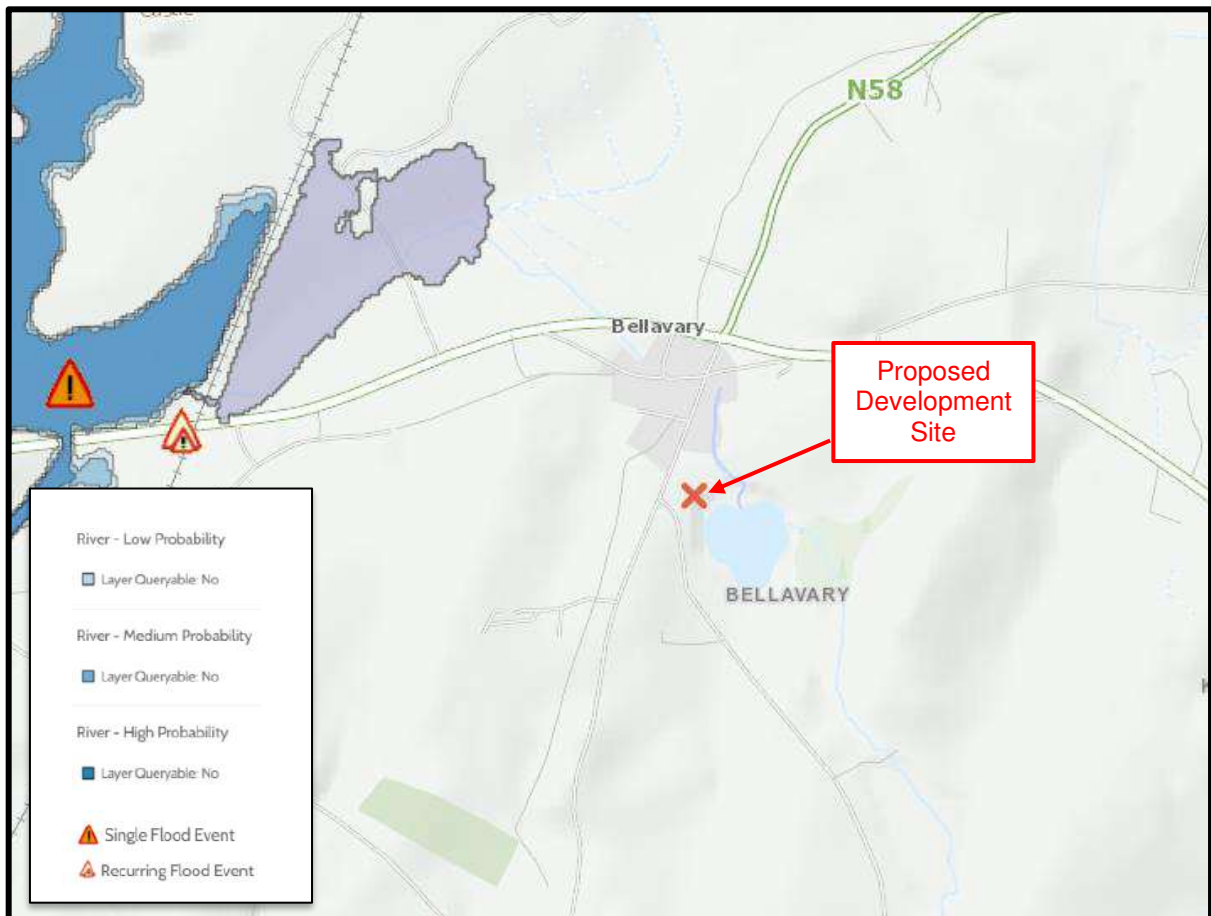 N58
Bellavary
Proposed
Development
Site
BELLAVARY
River - Low Probability
Layer Queryable: No
River - Medium Probability
Layer Queryable: No
River - High Probability
Layer Queryable: No
Single Flood Event
Recurring Flood Event